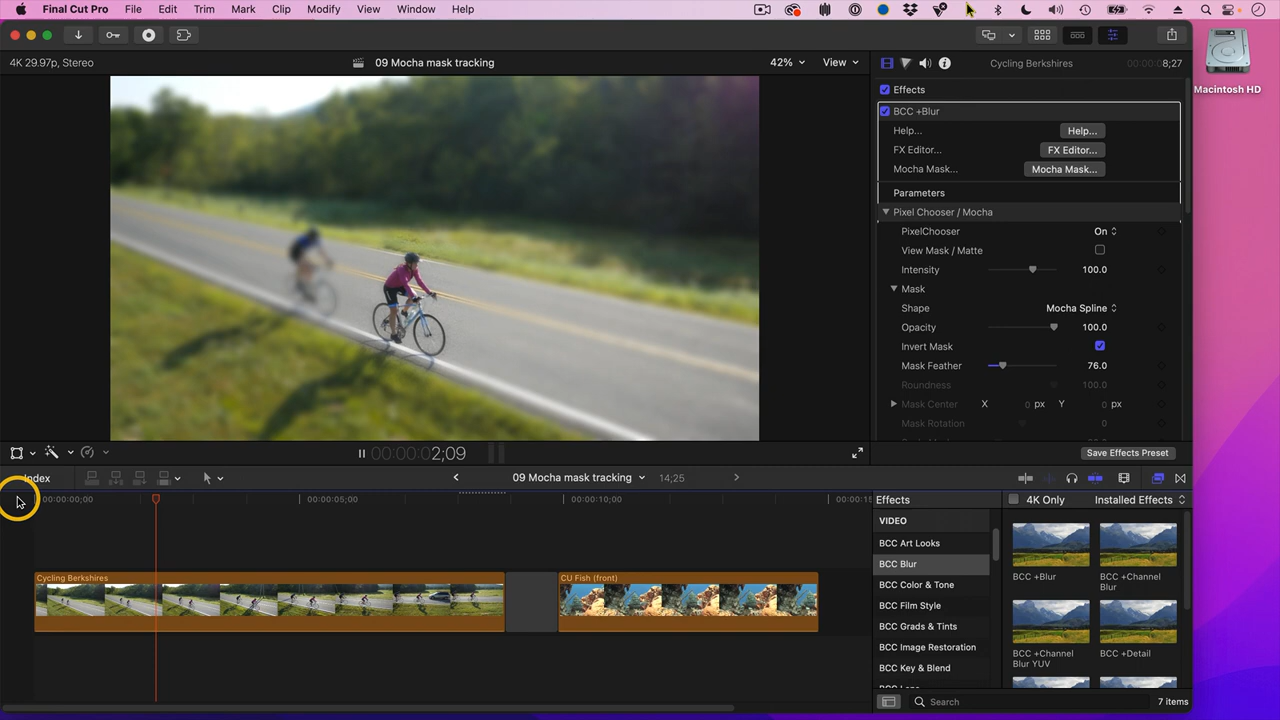 Final Cut Pro File Edit Trim Mark Clip Modify View Window Help
4K 29.97p, Stereo 09 Mocha mask tracking 42% View Cycling Berkshires 00:00:00 8;27
Macintosh HD
Effects
BCC +Blur
Help... Help...
FX Editor... FX Editor...
Mocha Mask... Mocha Mask...
Parameters
Pixel Chooser / Mocha
PixelChooser On
View Mask / Matte
Intensity 100.0
Mask
Shape Mocha Spline
Opacity 100.0
Invert Mask
Mask Feather 76.0
Roundness 100.0
Mask Center X 0 px Y 0 px
Mask Rotation 0
00:00:00:02;09 Save Effects Preset
Index 09 Mocha mask tracking 14;25
00:00:00;00 00:00:05;00 00:00:10;00 00:00:15 Effects 4K Only Installed Effects
VIDEO
BCC Art Looks
BCC Blur
BCC Color & Tone
BCC Film Style
BCC Grads & Tints
BCC Image Restoration
BCC Key & Blend
BCC +Blur
BCC +Channel
Blur
BCC +Channel
Blur YUV
BCC +Detail
Cycling Berkshires CU Fish (front)
Search 7 items